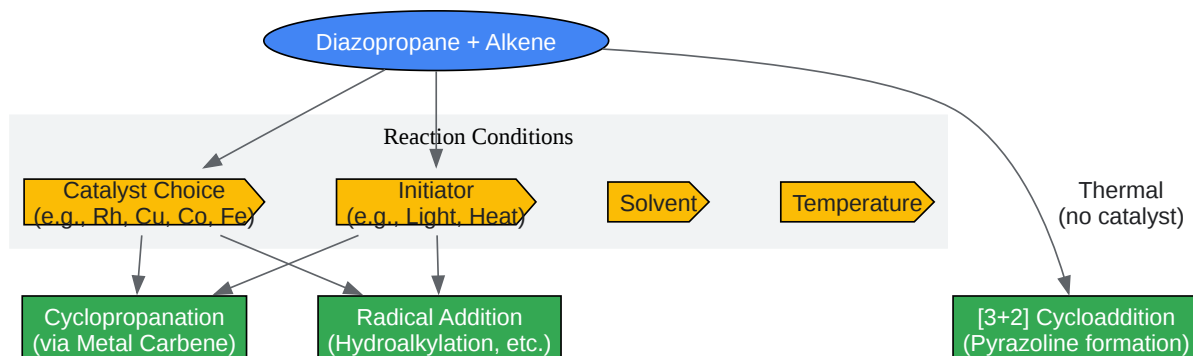 Diazopropane + Alkene
Reaction Conditions
Catalyst Choice
(e.g., Rh, Cu, Co, Fe)
Initiator
(e.g., Light, Heat)
Solvent
Temperature
Thermal
(no catalyst)
Cyclopropanation
(via Metal Carbene)
Radical Addition
(Hydroalkylation, etc.)
[3+2] Cycloaddition
(Pyrazoline formation)